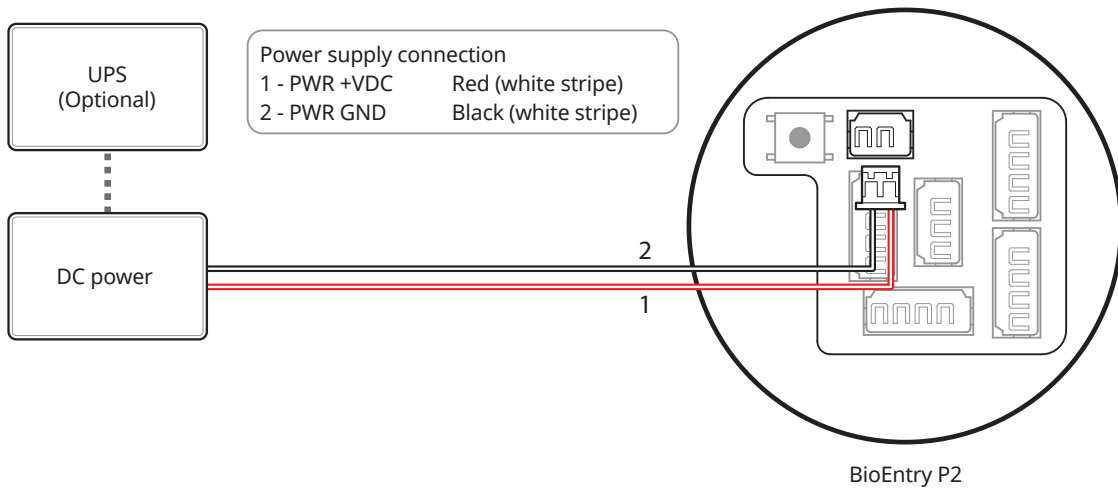 UPS
(Optional)
Power supply connection
1 - PWR +VDC Red (white stripe)
2 - PWR GND Black (white stripe)
DC power
2
1
BioEntry P2